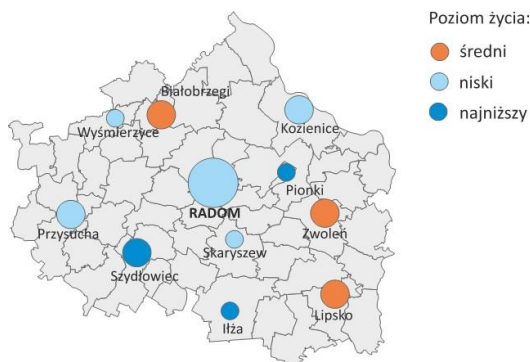 Poziom życia:
średni
niski
najniższy
Białobrzegi
Wyśmierzyce
Kozienice
Pionki
RADOM
Przysucha
Zwoleń
Skaryszew
Szydłowiec
Lipsko
Iłża